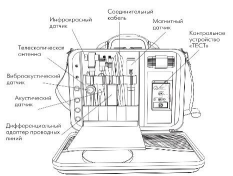 Соединительный
кабель
Инфракрасный
датчик
Магнитный
датчик
Контрольное
устройство
«ТЕСТ»
Телескопическая
антенна
Виброакустический
датчик
Акустический
датчик
Дифференциальный
адаптер проводных
линий